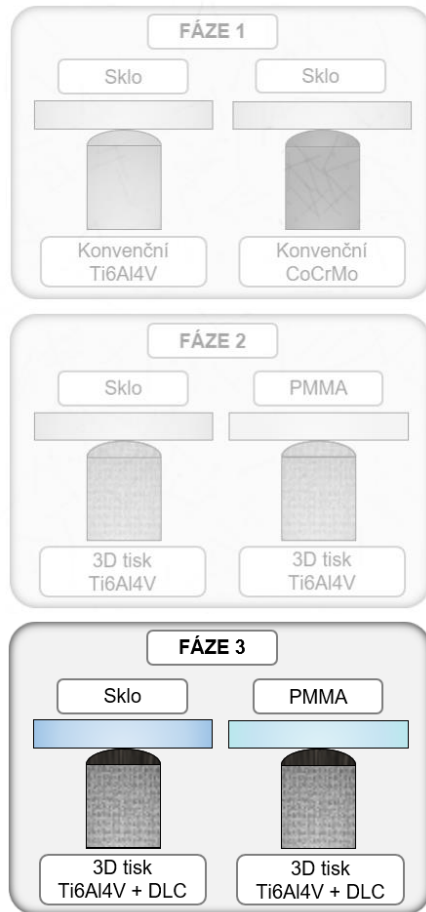 FÁZE 1
Sklo
Sklo
Konvenční
Ti6Al4V
Konvenční
CoCrMo
FÁZE 2
Sklo
PMMA
3D tisk
Ti6Al4V
3D tisk
Ti6Al4V
FÁZE 3
Sklo
PMMA
3D tisk
Ti6Al4V + DLC
3D tisk
Ti6Al4V + DLC